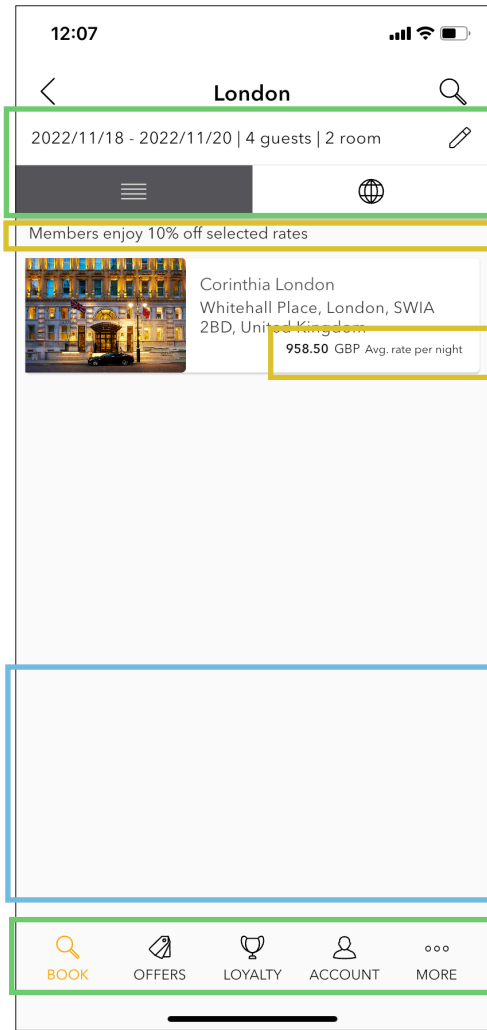 12:07
London
2022/11/18 - 2022/11/20 | 4 guests | 2 room
Members enjoy 10% off selected rates
Corinthia London
Whitehall Place, London, SWIA
2BD, United Kingdom
958.50 GBP Avg. rate per night
BOOK OFFERS LOYALTY ACCOUNT MORE